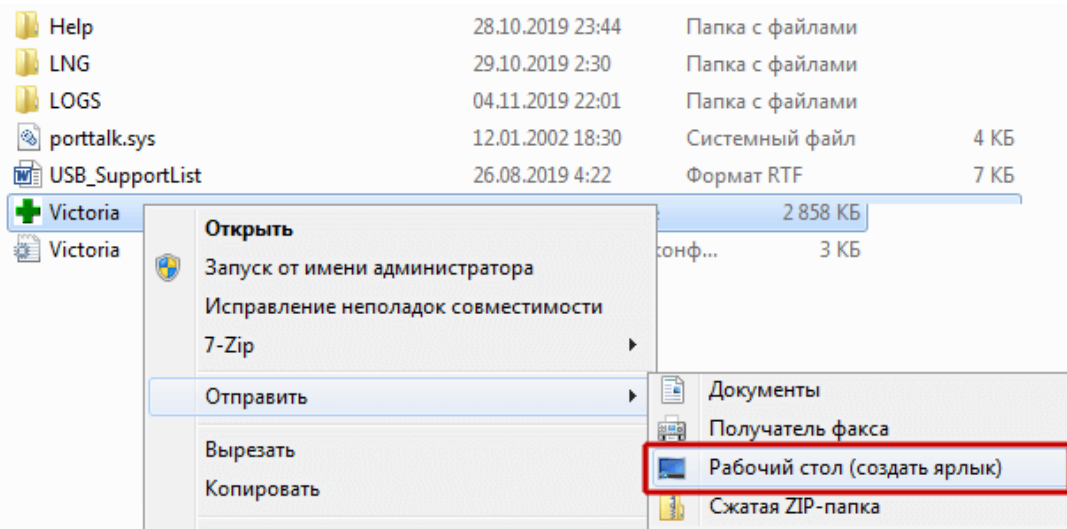 Help 28.10.2019 23:44 Папка с файлами
LNG 29.10.2019 2:30 Папка с файлами
LOGS 04.11.2019 22:01 Папка с файлами
porttalk.sys 12.01.2002 18:30 Системный файл 4 КБ
USB_SupportList 26.08.2019 4:22 Формат RTF 7 КБ
Victoria 2 858 КБ
Victoria 3 КБ
Открыть
Запуск от имени администратора
Исправление неполадок совместимости
7-Zip
Отправить
Документы
Получатель факса
Рабочий стол (создать ярлык)
Сжатая ZIP-папка
Вырезать
Копировать